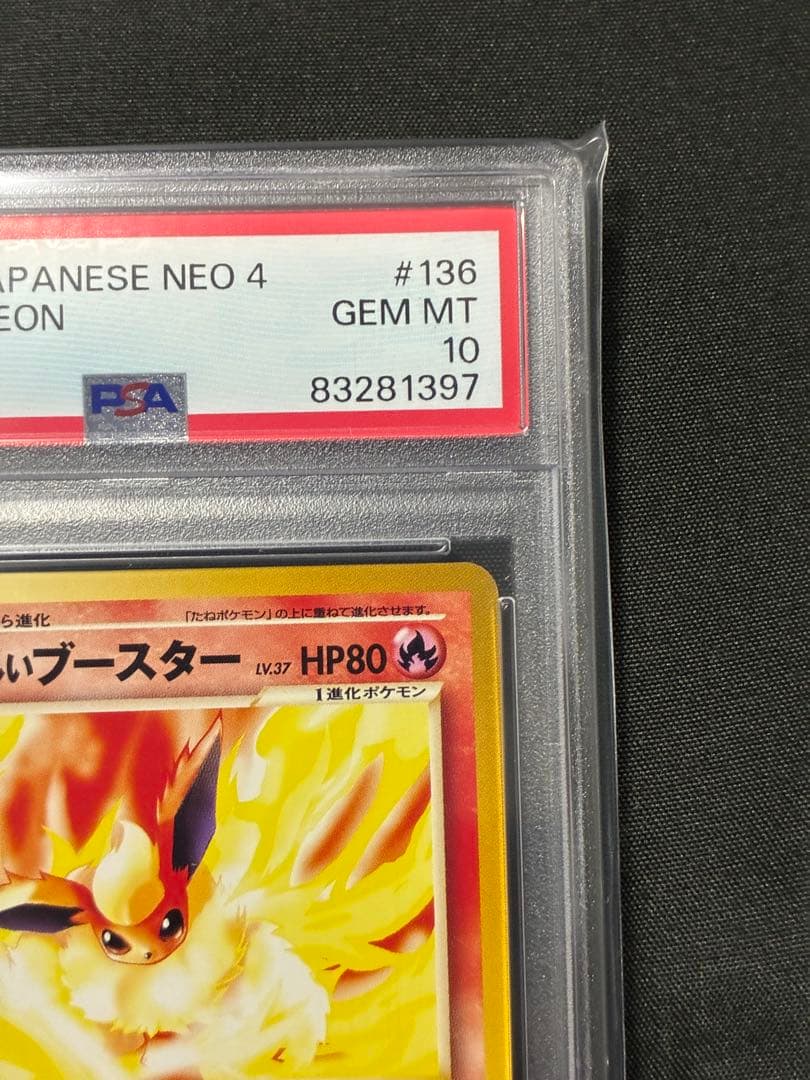 APANESE NEO 4 #136
EON GEM MT
10
PSA 83281397
ら進化 「たねポケモン」の上に重ねて進化させます。
いブースター LV.37 HP80
1進化ポケモン